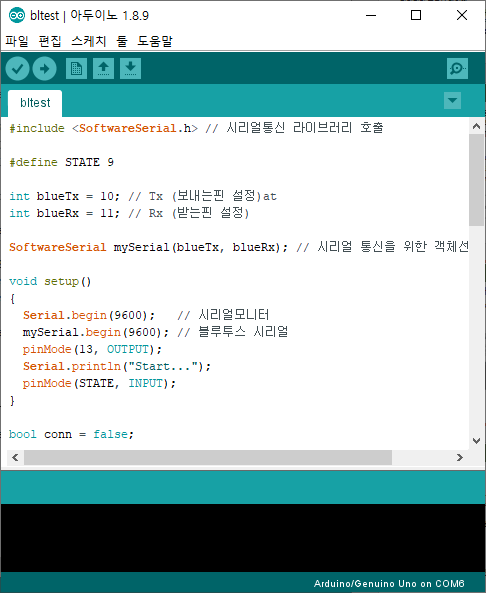 bltest | 아두이노 1.8.9
파일 편집 스케치 툴 도움말
bltest
#include <SoftwareSerial.h> // 시리얼통신 라이브러리 호출
#define STATE 9
int blueTx = 10; // Tx (보내는핀 설정)at
int blueRx = 11; // Rx (받는핀 설정)
SoftwareSerial mySerial(blueTx, blueRx); // 시리얼 통신을 위한 객체선
void setup()
{
  Serial.begin(9600);   // 시리얼모니터
  mySerial.begin(9600); // 블루투스 시리얼
  pinMode(13, OUTPUT);
  Serial.println("Start...");
  pinMode(STATE, INPUT);
}
bool conn = false;
Arduino/Genuino Uno on COM6